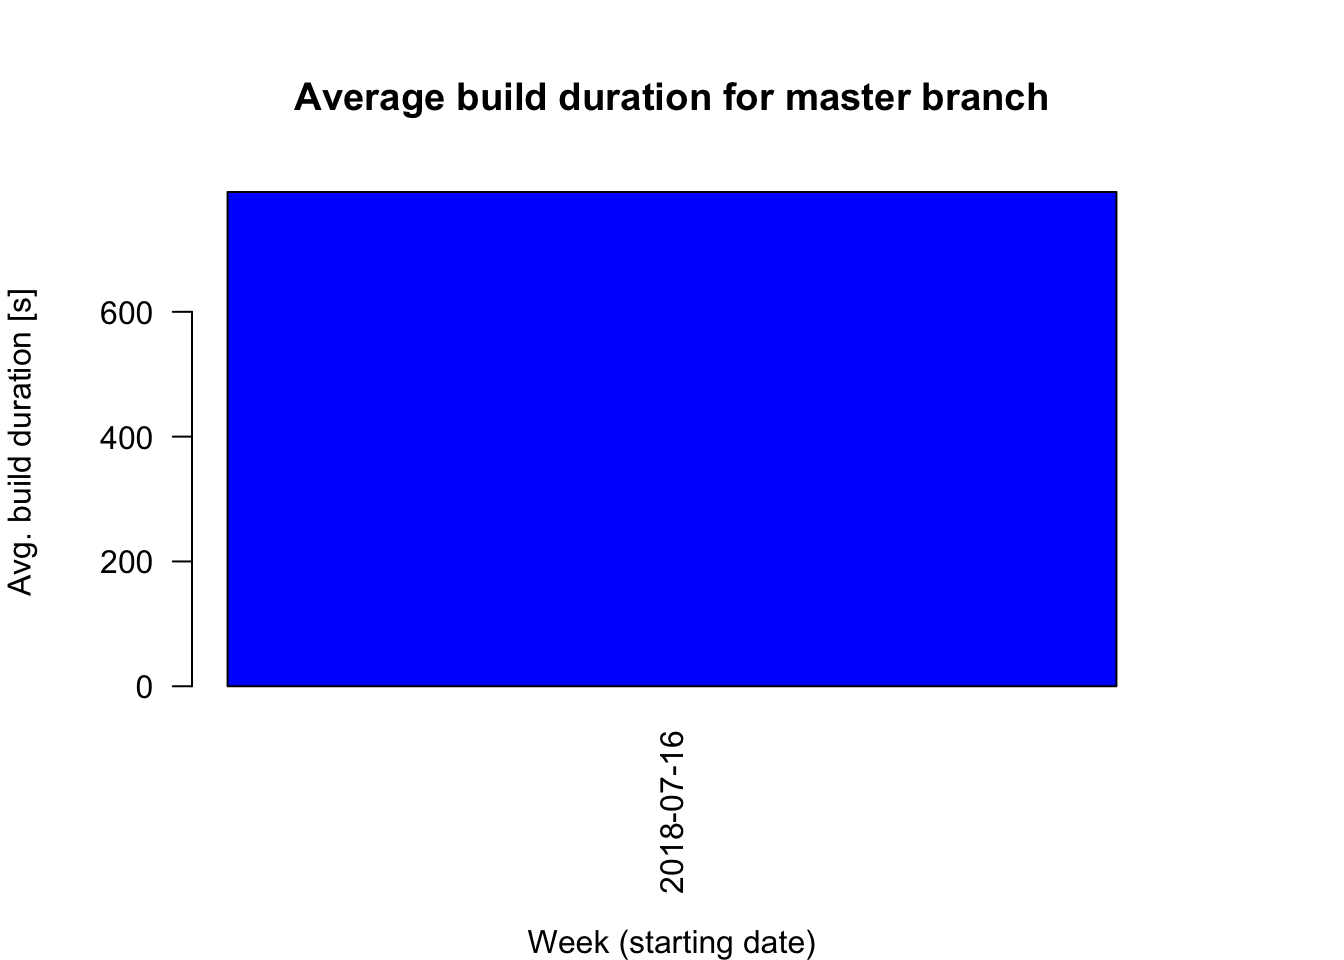 Average build duration for master branch
Avg. build duration [s]
600
400
200
0
2018-07-16
Week (starting date)